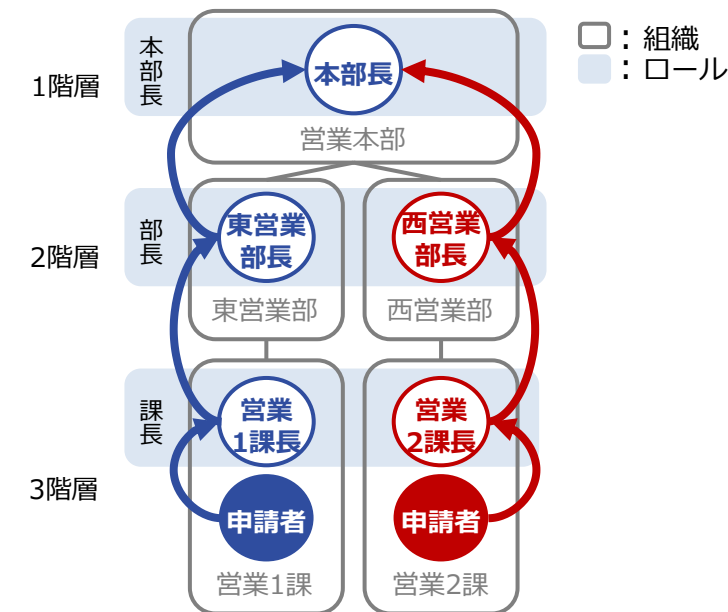 本部長
本部長
：組織
：ロール
1階層
営業本部
部長
東営業
部長
西営業
部長
2階層
東営業部
西営業部
課長
営業
1課長
営業
2課長
3階層
申請者
申請者
営業1課
営業2課